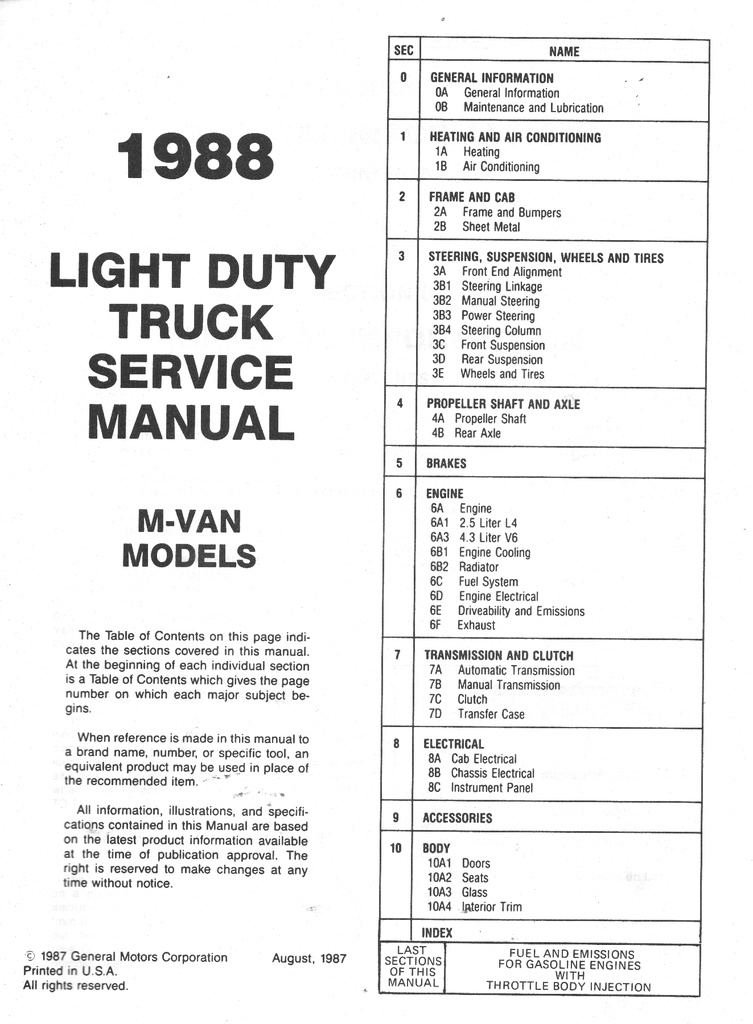 1988
LIGHT DUTY
TRUCK
SERVICE
MANUAL
M-VAN
MODELS
The Table of Contents on this page indi-
cates the sections covered in this manual.
At the beginning of each individual section
is a Table of Contents which gives the page
number on which each major subject be-
gins.
When reference is made in this manual to
a brand name, number, or specific tool, an
equivalent product may be used in place of
the recommended item.
All information, illustrations, and specifi-
cations contained in this Manual are based
on the latest product information available
at the time of publication approval. The
right is reserved to make changes at any
time without notice.
© 1987 General Motors Corporation August, 1987
Printed in U.S.A.
All rights reserved.
SEC NAME
0 GENERAL INFORMATION
0A General Information
0B Maintenance and Lubrication
1 HEATING AND AIR CONDITIONING
1A Heating
1B Air Conditioning
2 FRAME AND CAB
2A Frame and Bumpers
2B Sheet Metal
3 STEERING, SUSPENSION, WHEELS AND TIRES
3A Front End Alignment
3B1 Steering Linkage
3B2 Manual Steering
3B3 Power Steering
3B4 Steering Column
3C Front Suspension
3D Rear Suspension
3E Wheels and Tires
4 PROPELLER SHAFT AND AXLE
4A Propeller Shaft
4B Rear Axle
5 BRAKES
6 ENGINE
6A Engine
6A1 2.5 Liter L4
6A3 4.3 Liter V6
6B1 Engine Cooling
6B2 Radiator
6C Fuel System
6D Engine Electrical
6E Driveability and Emissions
6F Exhaust
7 TRANSMISSION AND CLUTCH
7A Automatic Transmission
7B Manual Transmission
7C Clutch
7D Transfer Case
8 ELECTRICAL
8A Cab Electrical
8B Chassis Electrical
8C Instrument Panel
9 ACCESSORIES
10 BODY
10A1 Doors
10A2 Seats
10A3 Glass
10A4 Interior Trim
INDEX
LAST
SECTIONS
OF THIS
MANUAL
FUEL AND EMISSIONS
FOR GASOLINE ENGINES
WITH
THROTTLE BODY INJECTION